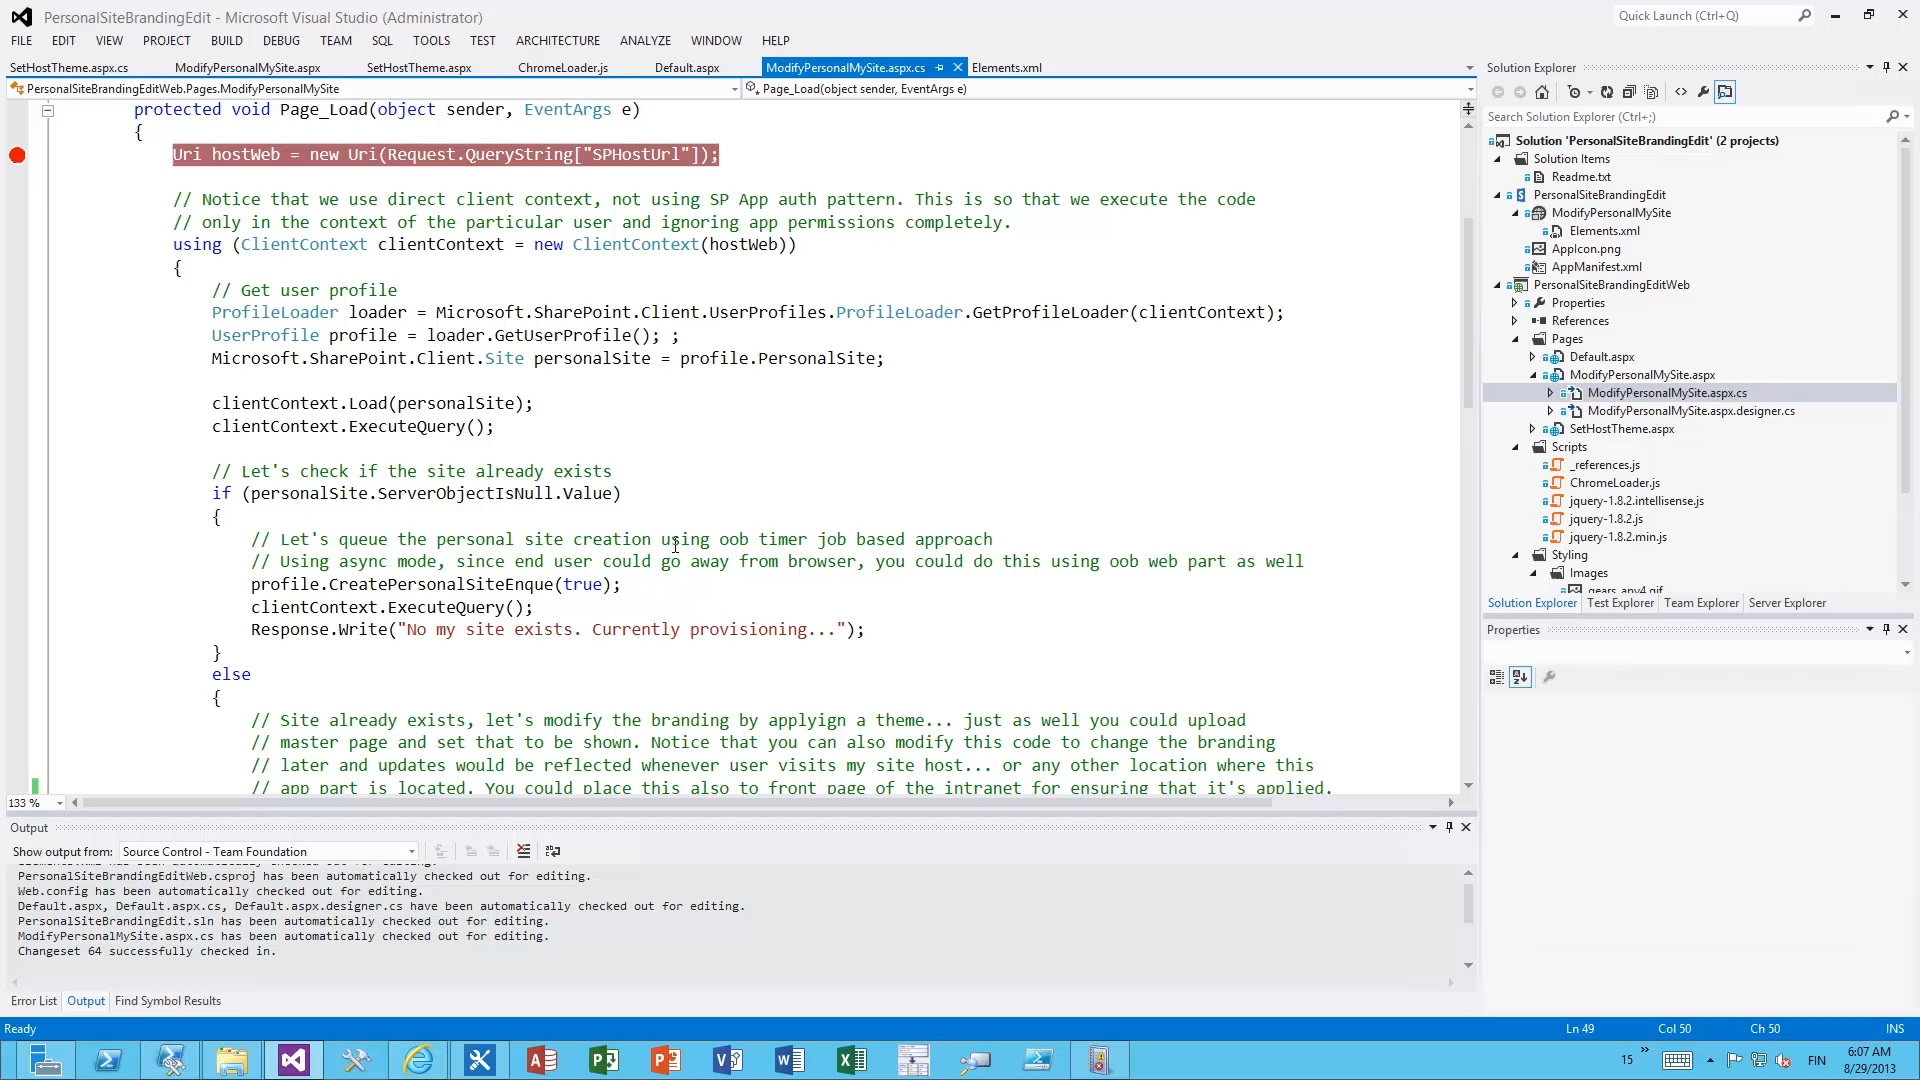 PersonalSiteBrandingEdit - Microsoft Visual Studio (Administrator)
Quick Launch (Ctrl+Q)
FILE EDIT VIEW PROJECT BUILD DEBUG TEAM SQL TOOLS TEST ARCHITECTURE ANALYZE WINDOW HELP
SetHostTheme.aspx.cs ModifyPersonalMySite.aspx SetHostTheme.aspx ChromeLoader.js Default.aspx ModifyPersonalMySite.aspx.cs Elements.xml
PersonalSiteBrandingEditWeb.Pages.ModifyPersonalMySite Page_Load(object sender, EventArgs e)
protected void Page_Load(object sender, EventArgs e)
{
Uri hostWeb = new Uri(Request.QueryString["SPHostUrl"]);
// Notice that we use direct client context, not using SP App auth pattern. This is so that we execute the code
// only in the context of the particular user and ignoring app permissions completely.
using (ClientContext clientContext = new ClientContext(hostWeb))
{
// Get user profile
ProfileLoader loader = Microsoft.SharePoint.Client.UserProfiles.ProfileLoader.GetProfileLoader(clientContext);
UserProfile profile = loader.GetUserProfile(); ;
Microsoft.SharePoint.Client.Site personalSite = profile.PersonalSite;
clientContext.Load(personalSite);
clientContext.ExecuteQuery();
// Let's check if the site already exists
if (personalSite.ServerObjectIsNull.Value)
{
// Let's queue the personal site creation using oob timer job based approach
// Using async mode, since end user could go away from browser, you could do this using oob web part as well
profile.CreatePersonalSiteEnque(true);
clientContext.ExecuteQuery();
Response.Write("No my site exists. Currently provisioning...");
}
else
{
// Site already exists, let's modify the branding by applyign a theme... just as well you could upload
// master page and set that to be shown. Notice that you can also modify this code to change the branding
// later and updates would be reflected whenever user visits my site host... or any other location where this
// app part is located. You could place this also to front page of the intranet for ensuring that it's applied.
133 %
Output
Show output from: Source Control - Team Foundation
PersonalSiteBrandingEditWeb.csproj has been automatically checked out for editing.
Web.config has been automatically checked out for editing.
Default.aspx, Default.aspx.cs, Default.aspx.designer.cs have been automatically checked out for editing.
PersonalSiteBrandingEdit.sln has been automatically checked out for editing.
ModifyPersonalMySite.aspx.cs has been automatically checked out for editing.
Changeset 64 successfully checked in.
Error List Output Find Symbol Results
Solution Explorer
Search Solution Explorer (Ctrl+;)
Solution 'PersonalSiteBrandingEdit' (2 projects)
Solution Items
Readme.txt
PersonalSiteBrandingEdit
ModifyPersonalMySite
Elements.xml
AppIcon.png
AppManifest.xml
PersonalSiteBrandingEditWeb
Properties
References
Pages
Default.aspx
ModifyPersonalMySite.aspx
ModifyPersonalMySite.aspx.cs
ModifyPersonalMySite.aspx.designer.cs
SetHostTheme.aspx
Scripts
_references.js
ChromeLoader.js
jquery-1.8.2.intellisense.js
jquery-1.8.2.js
jquery-1.8.2.min.js
Styling
Images
Solution Explorer Test Explorer Team Explorer Server Explorer
Properties
Ready Ln 49 Col 50 Ch 50 INS
15 FIN 6:07 AM
8/29/2013